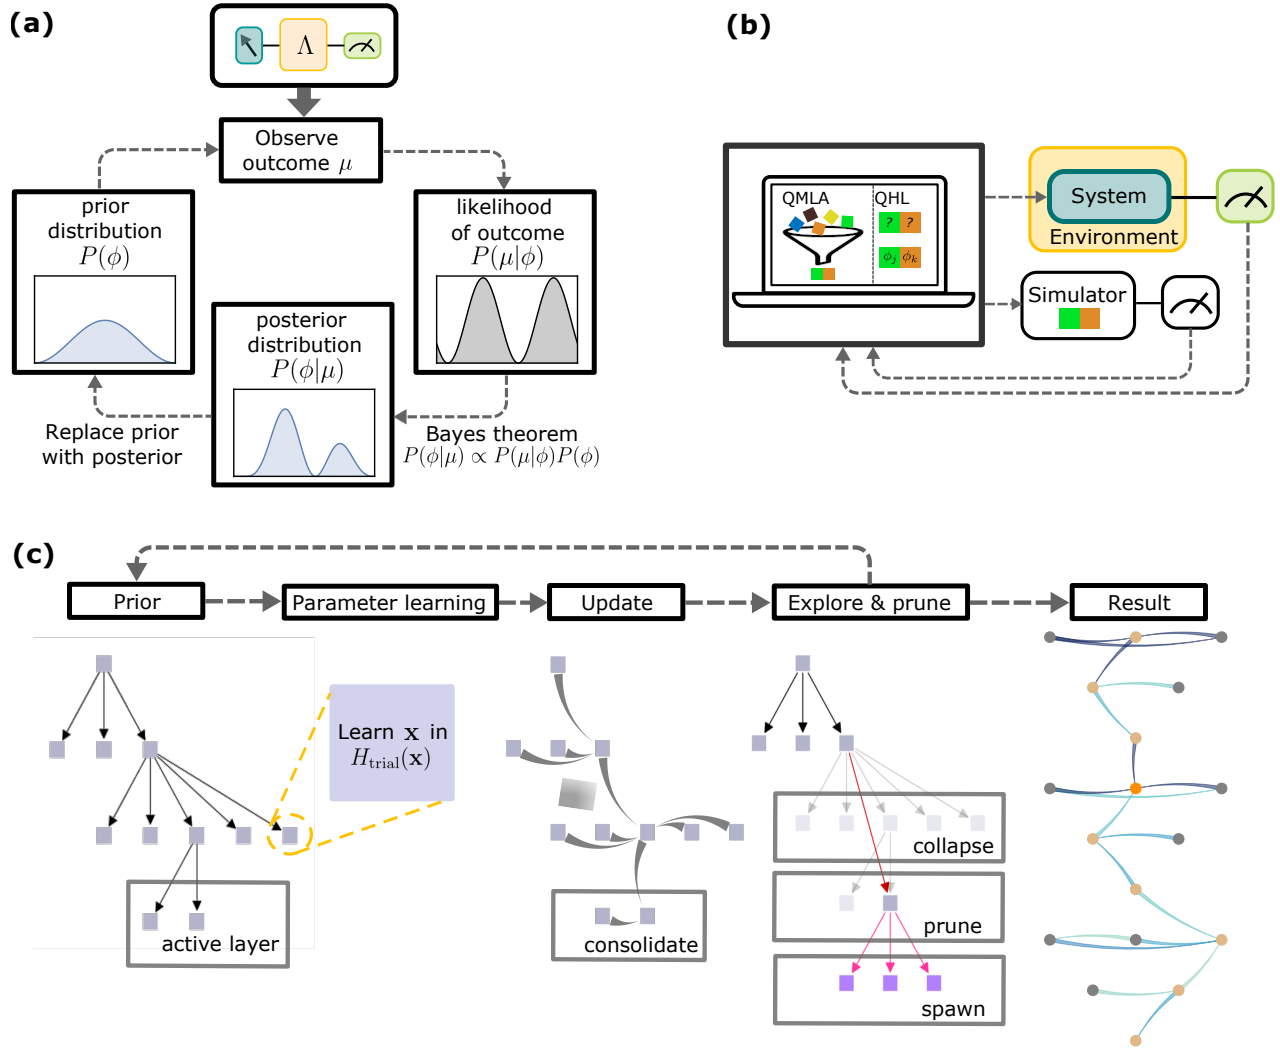 (a)
Λ
Observe
outcome μ
prior
distribution
P(ϕ)
likelihood
of outcome
P(μ|ϕ)
posterior
distribution
P(ϕ|μ)
Replace prior
with posterior
Bayes theorem
P(ϕ|μ) ∝ P(μ|ϕ)P(ϕ)
(b)
QMLA
QHL
? ?
ϕj ϕk
System
Environment
Simulator
(c)
Prior
Parameter learning
Update
Explore & prune
Result
Learn x in
Htrial(x)
active layer
consolidate
collapse
prune
spawn